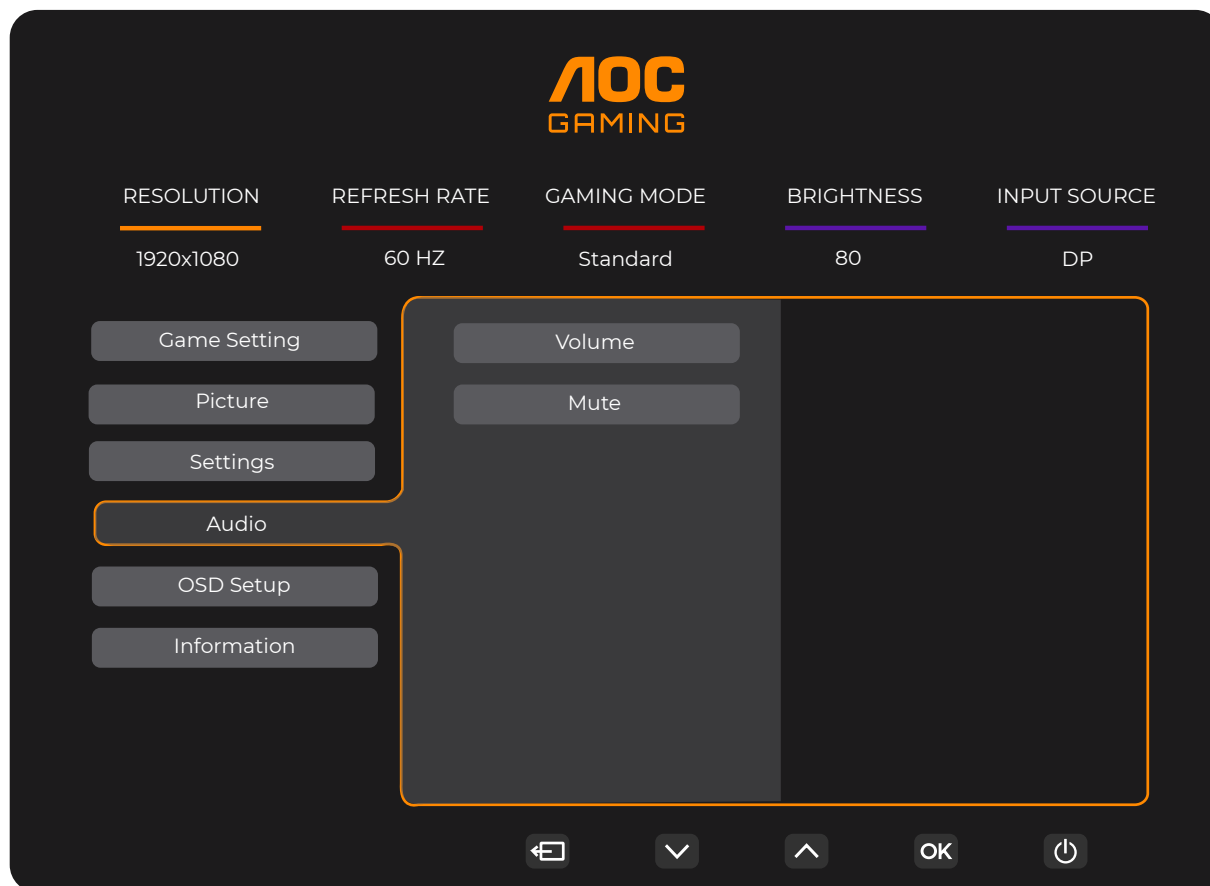 AOC
GAMING
RESOLUTION REFRESH RATE GAMING MODE BRIGHTNESS INPUT SOURCE
1920x1080 60 HZ Standard 80 DP
Game Setting Volume
Picture Mute
Settings
Audio
OSD Setup
Information
OK